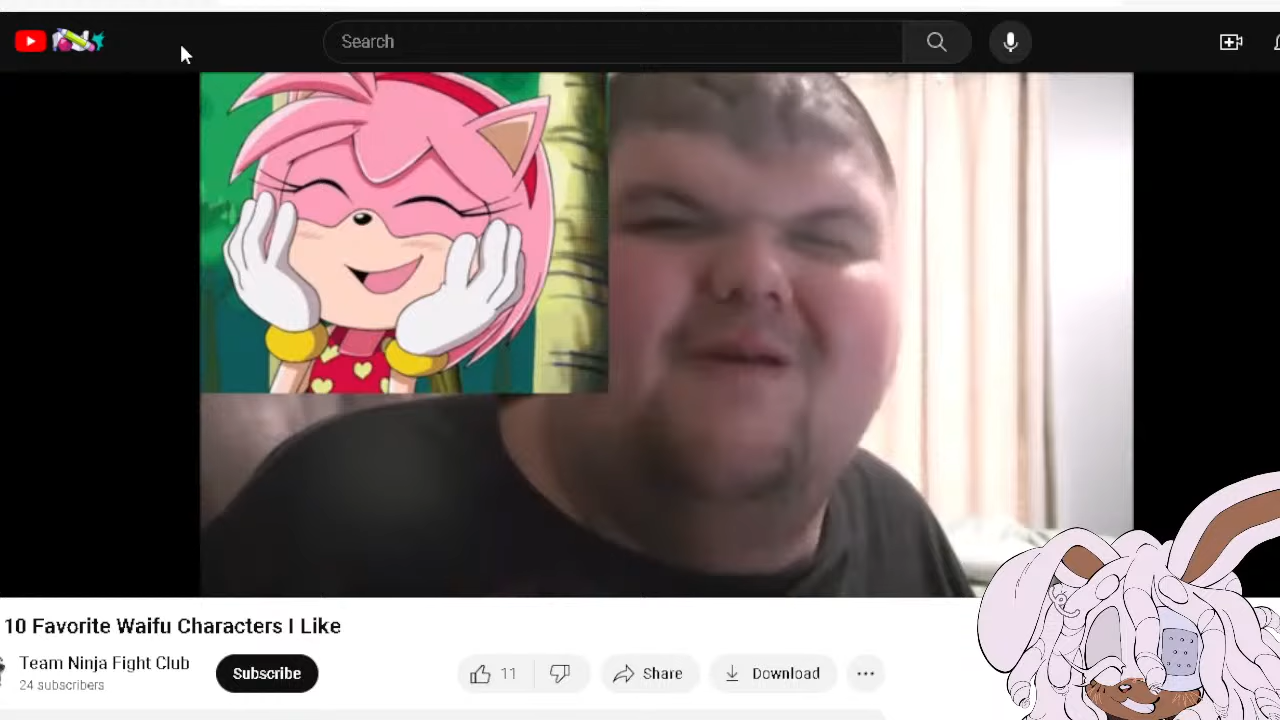 Search
10 Favorite Waifu Characters I Like
Team Ninja Fight Club
24 subscribers
Subscribe
11
Share
Download